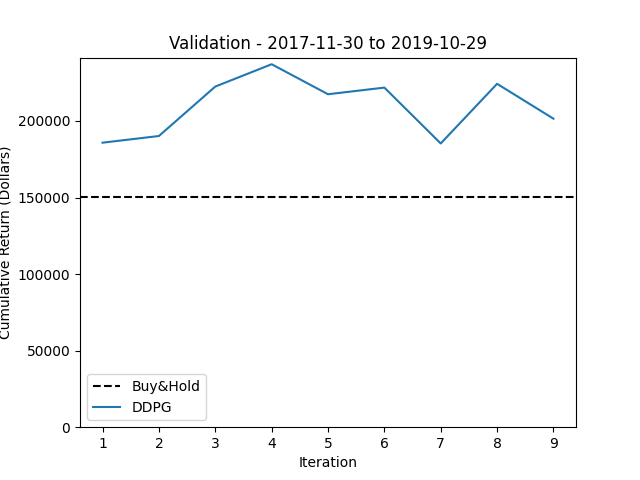 Validation - 2017-11-30 to 2019-10-29
Cumulative Return (Dollars)
200000
150000
100000
50000
0
Buy&Hold
DDPG
1 2 3 4 5 6 7 8 9
Iteration